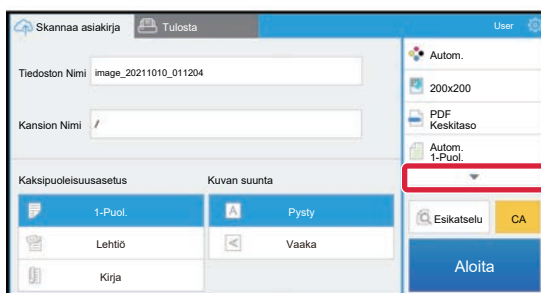 Skannaa asiakirja
Tulosta
User
Tiedoston Nimi
image_20211010_011204
Kansion Nimi
/
Kaksipuoleisuusasetus
Kuvan suunta
1-Puol.
A Pysty
Lehtiö
A Vaaka
Kirja
Autom.
200x200
PDF
Keskitaso
Autom.
1-Puol.
Esikatselu
CA
Aloita